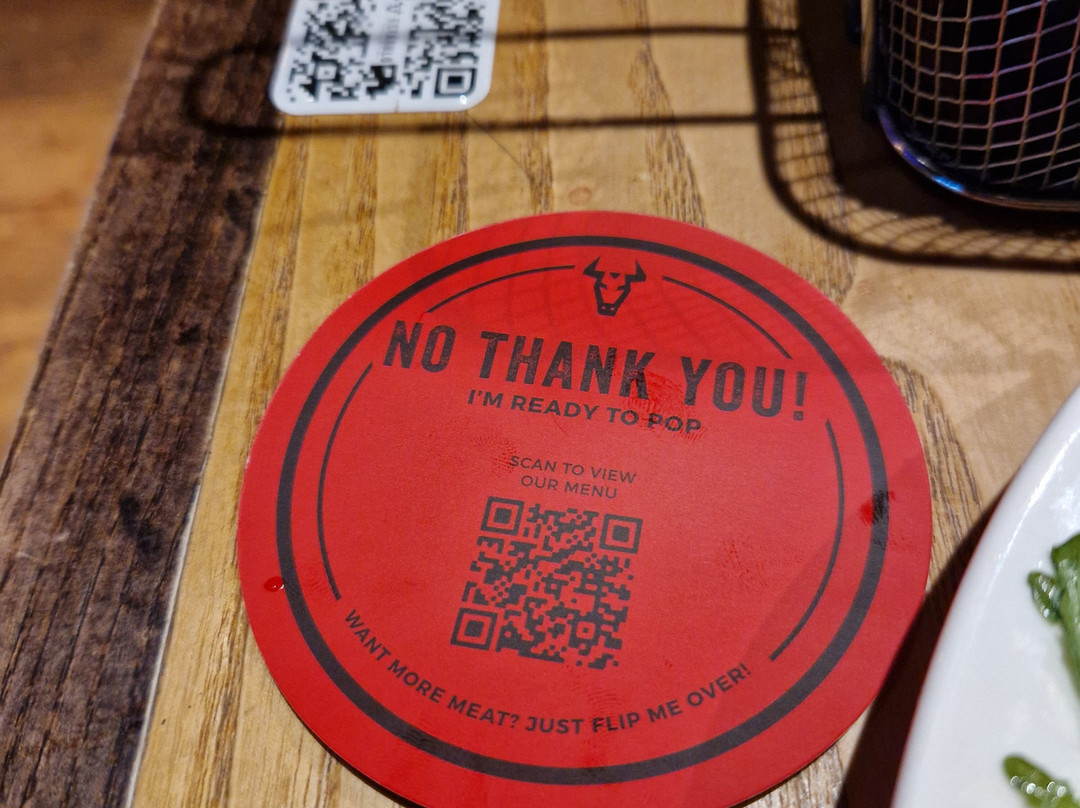 NO THANK YOU!
I'M READY TO POP
SCAN TO VIEW
OUR MENU
WANT MORE MEAT? JUST FLIP ME OVER!